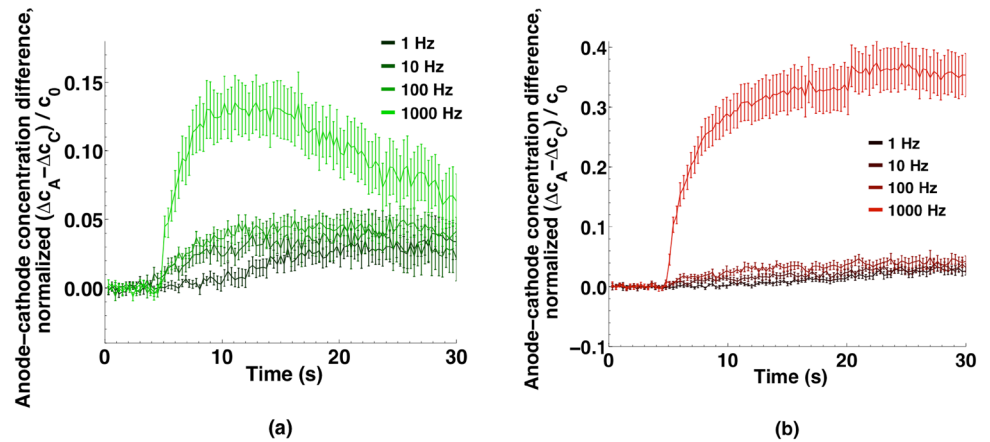 Anode–cathode concentration difference,
normalized (Δc_A−Δc_C) / c_0
0.15
0.10
0.05
0.00
0
10
20
30
Time (s)
1 Hz
10 Hz
100 Hz
1000 Hz
(a)
Anode–cathode concentration difference,
normalized (Δc_A−Δc_C) / c_0
0.4
0.3
0.2
0.1
0.0
−0.1
0
10
20
30
Time (s)
1 Hz
10 Hz
100 Hz
1000 Hz
(b)